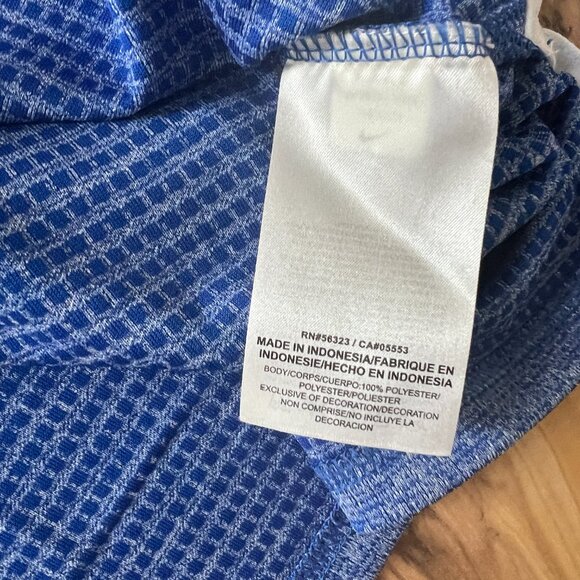 RN#56323 / CA#05553
MADE IN INDONESIA/FABRIQUE EN
INDONESIE/HECHO EN INDONESIA
BODY/CORPS/CUERPO:100% POLYESTER/
POLYESTER/POLIESTER
EXCLUSIVE OF DECORATION/DECORATION
NON COMPRISE/NO INCLUYE LA
DECORACION